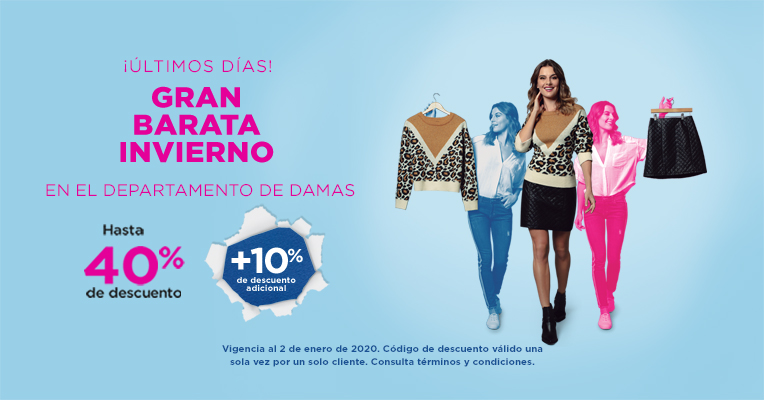 ¡ÚLTIMOS DÍAS!
GRAN
BARATA
INVIERNO
EN EL DEPARTAMENTO DE DAMAS
Hasta
40%
de descuento
+10%
de descuento
adicional
Vigencia al 2 de enero de 2020. Código de descuento válido una
sola vez por un solo cliente. Consulta términos y condiciones.